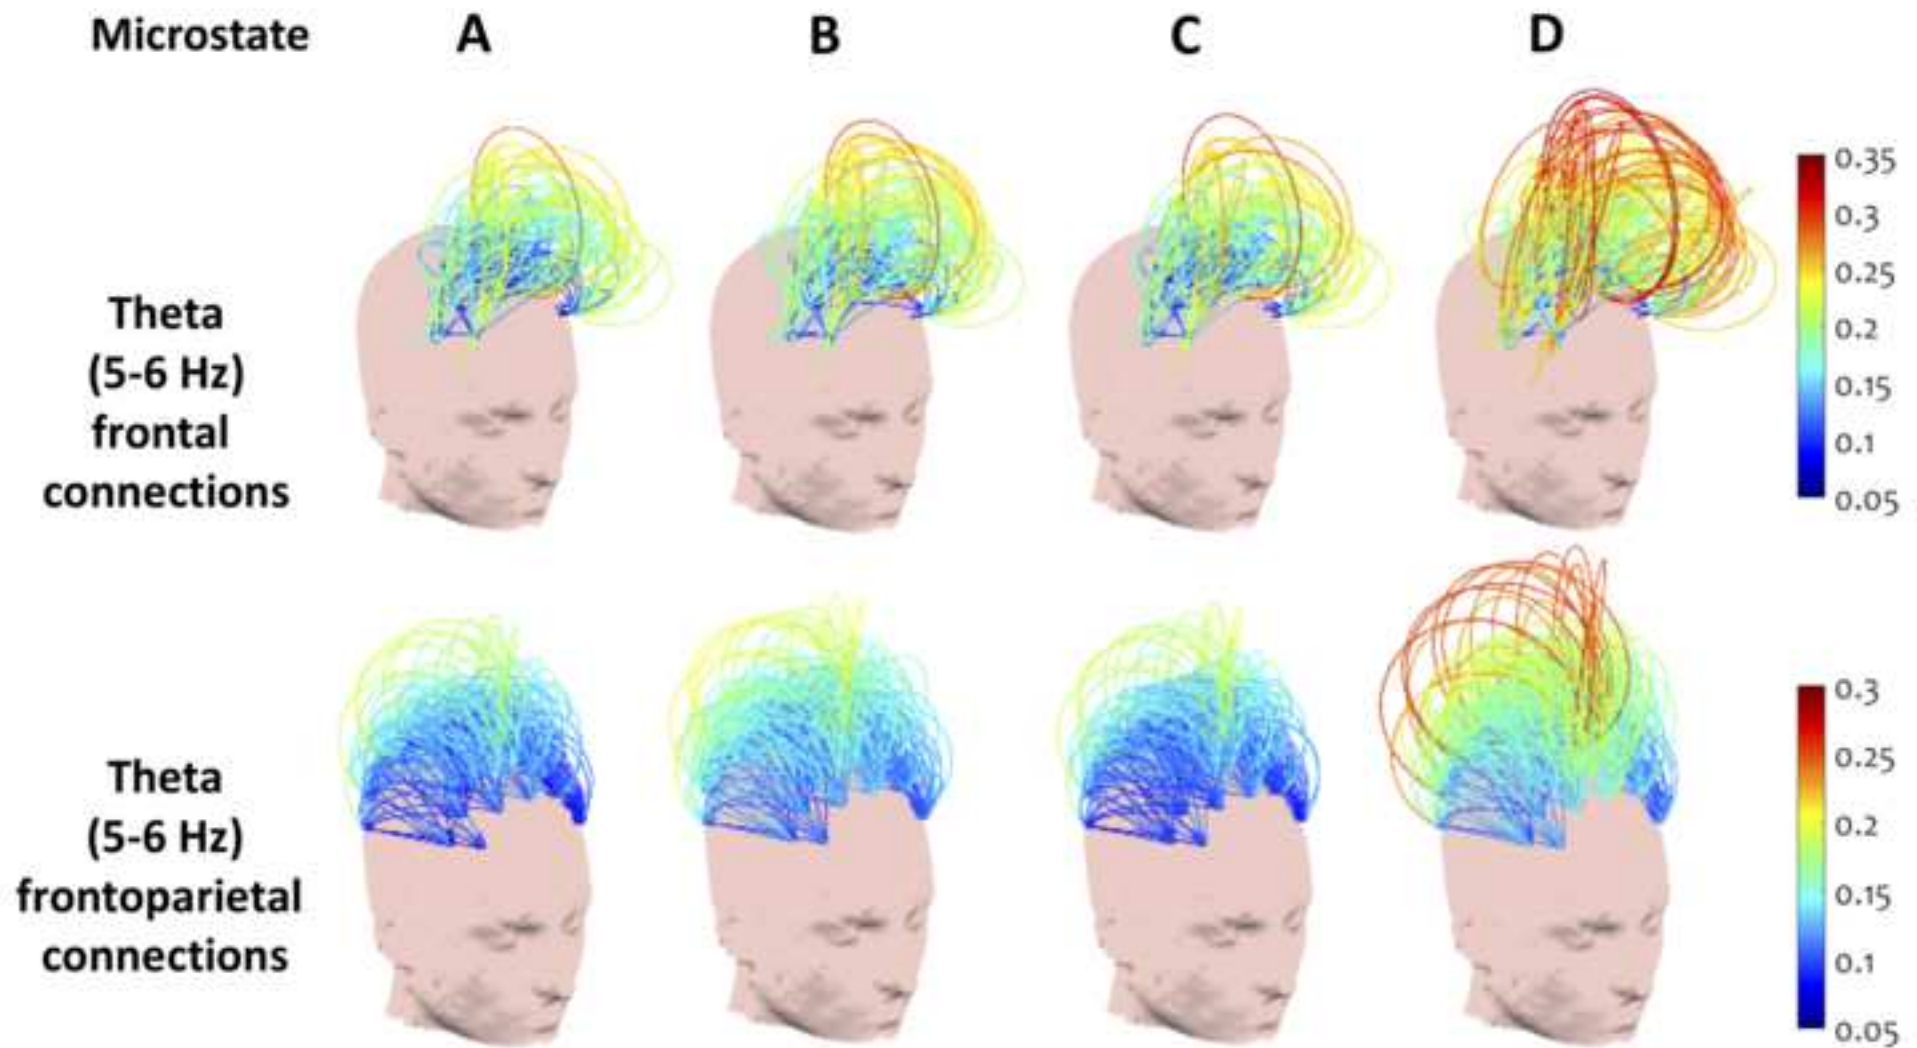 Microstate A B C D
Theta
(5-6 Hz)
frontal
connections
0.35
0.3
0.25
0.2
0.15
0.1
0.05
Theta
(5-6 Hz)
frontoparietal
connections
0.3
0.25
0.2
0.15
0.1
0.05